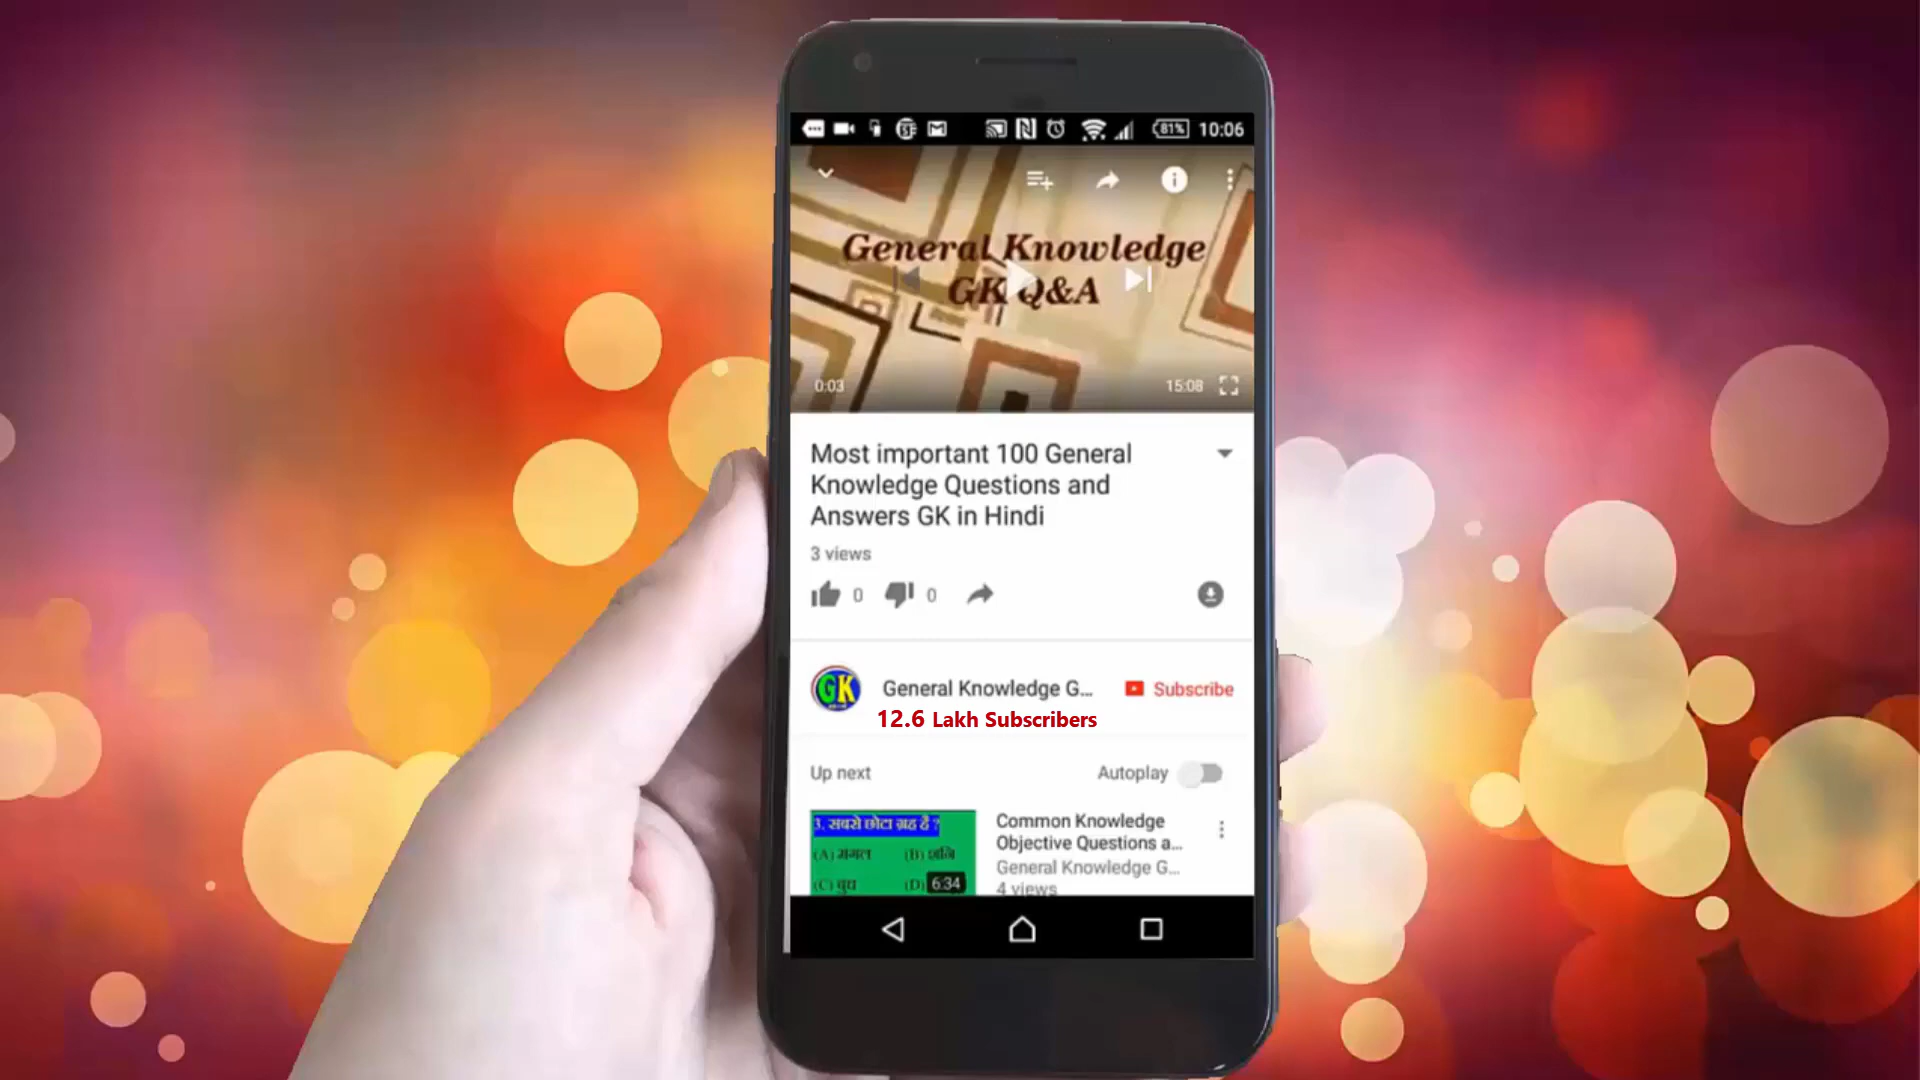 81% 10:06
General Knowledge
GK Q&A
0:03 15:08
Most important 100 General
Knowledge Questions and
Answers GK in Hindi
3 views
0 0
GK
General Knowledge G... Subscribe
12.6 Lakh Subscribers
Up next Autoplay
3. सबसे छोटा ग्रह है ?
(A) मंगल (B) शनि
(C) बुध (D) 6:34
Common Knowledge
Objective Questions a...
General Knowledge G...
4 views